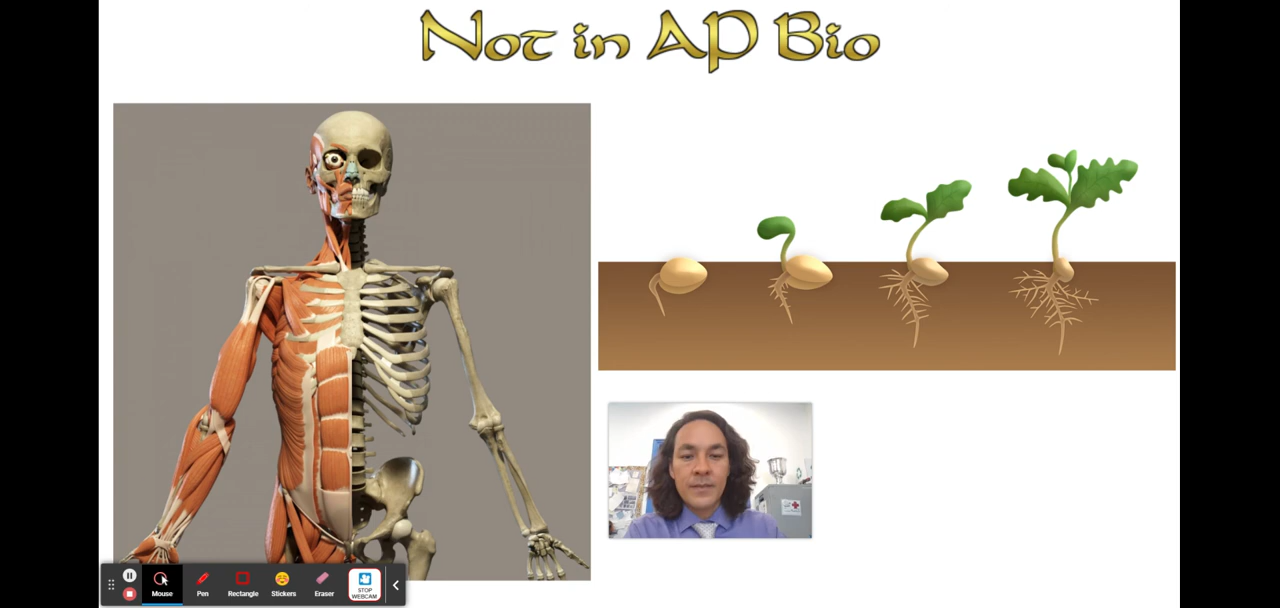 Not in AP Bio
Mouse
Pen
Rectangle
Stickers
Eraser
STOP
WEBCAM